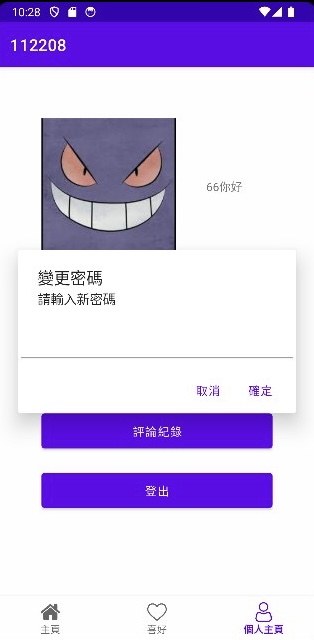 10:28
112208
66你好
變更密碼
請輸入新密碼
取消
確定
評論紀錄
登出
主頁
喜好
個人主頁